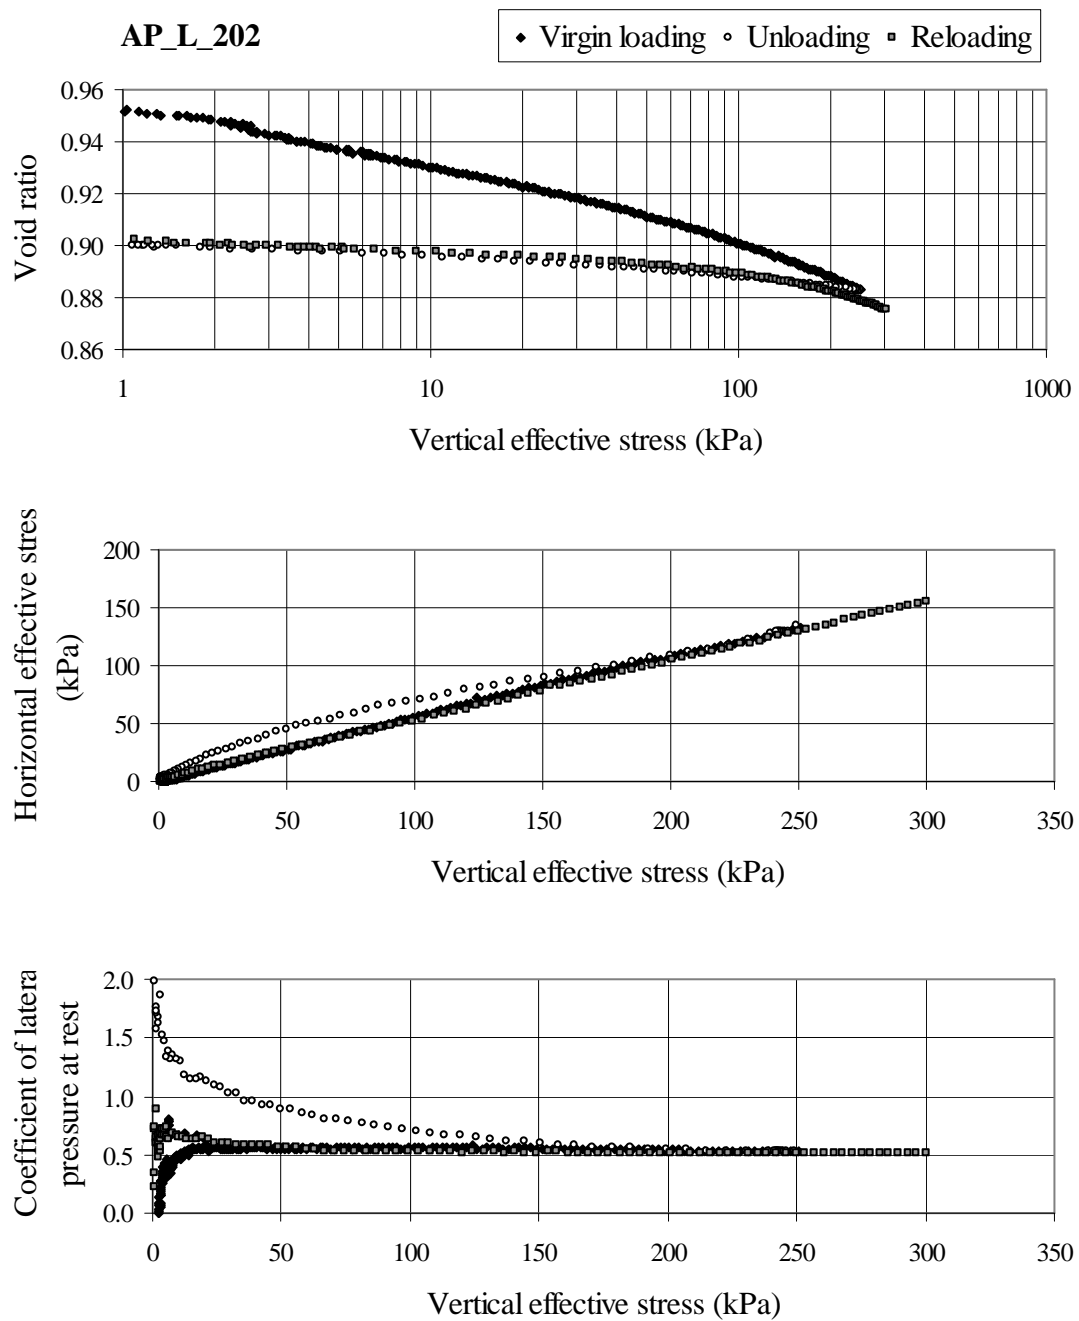 AP_L_202
Virgin loading Unloading Reloading
0.96
0.94
0.92
0.90
0.88
0.86
Void ratio
1 10 100 1000
Vertical effective stress (kPa)
200
150
100
50
0
Horizontal effective stres
(kPa)
0 50 100 150 200 250 300 350
Vertical effective stress (kPa)
2.0
1.5
1.0
0.5
0.0
Coefficient of latera
pressure at rest
0 50 100 150 200 250 300 350
Vertical effective stress (kPa)